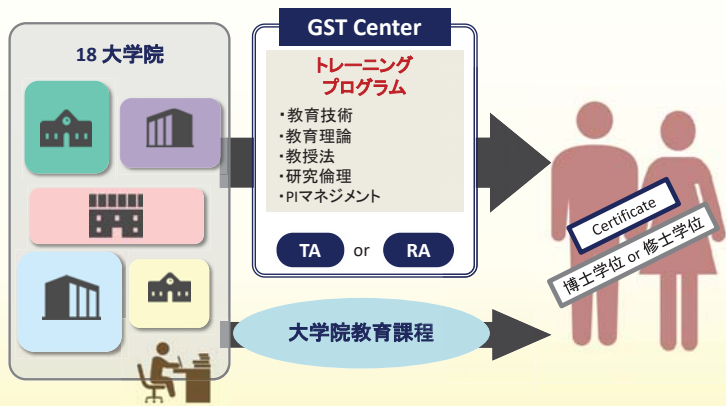 18 大学院
GST Center
トレーニング
プログラム
・教育技術
・教育理論
・教授法
・研究倫理
・PIマネジメント
TA or RA
Certificate
博士学位 or 修士学位
大学院教育課程